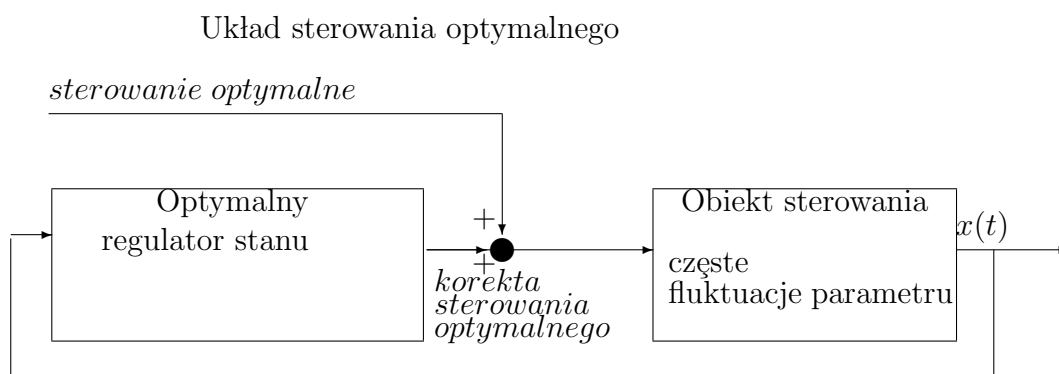 Układ sterowania optymalnego
sterowanie optymalne
Optymalny
regulator stanu
+
+
korekta
sterowania
optymalnego
Obiekt sterowania
częste
fluktuacje parametru
x(t)